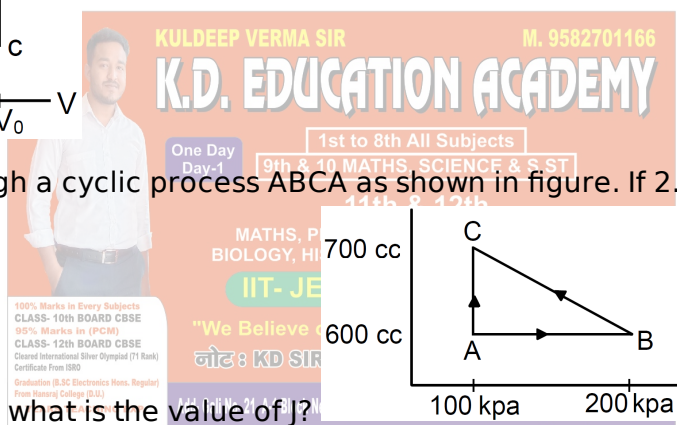 C
V
V₀
KULDEEP VERMA SIR
M. 9582701166
K.D. EDUCATION ACADEMY
One Day
Day-1
1st to 8th All Subjects
9th & 10 MATHS, SCIENCE & S.ST
gh a cyclic process ABCA as shown in figure. If 2.
11th & 12th
MATHS,
BIOLOGY,
IIT- JE
"We Believe
नोट : KD SIR
100% Marks in Every Subjects
CLASS- 10th BOARD CBSE
95% Marks in (PCM)
CLASS- 12th BOARD CBSE
Cleared International Silver Olympiad (71 Rank)
Certificate From ISRO
Graduation (B.SC Electronics Hons. Regular)
From Hansraj College (D.U.)
700 cc
C
600 cc
A
B
100 kpa
200 kpa
what is the value of J?